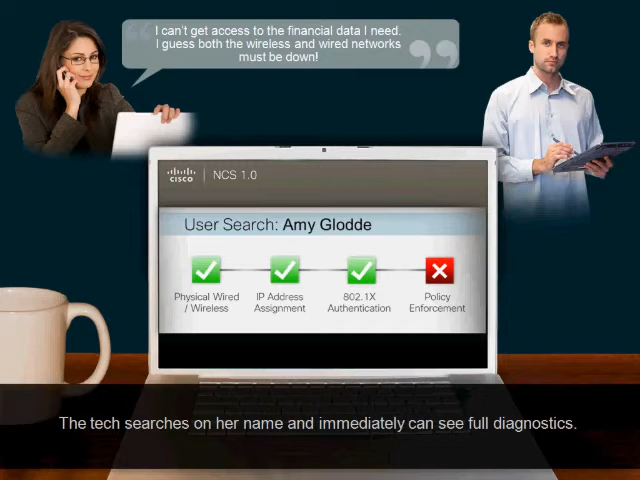 I can't get access to the financial data I need.
I guess both the wireless and wired networks
must be down!
CISCO
NCS 1.0
User Search: Amy Glodde
Physical Wired
/ Wireless
IP Address
Assignment
802.1X
Authentication
Policy
Enforcement
The tech searches on her name and immediately can see full diagnostics.